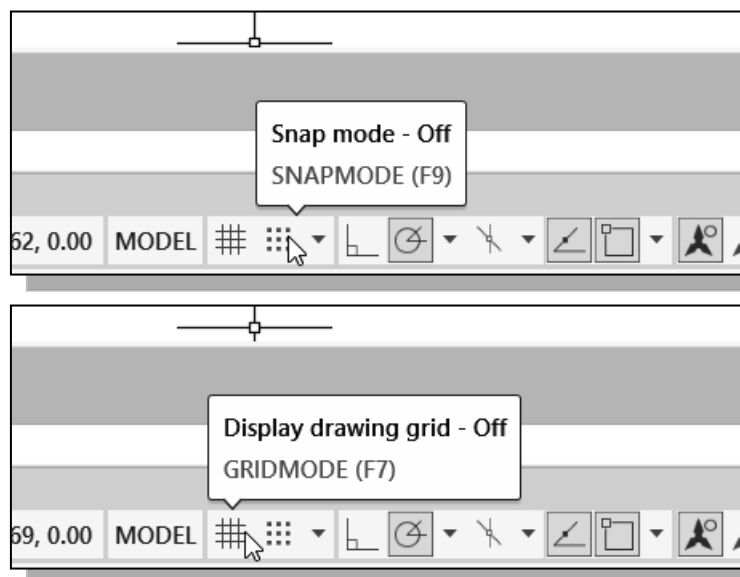 Snap mode - Off
SNAPMODE (F9)
62, 0.00 MODEL
Display drawing grid - Off
GRIDMODE (F7)
69, 0.00 MODEL